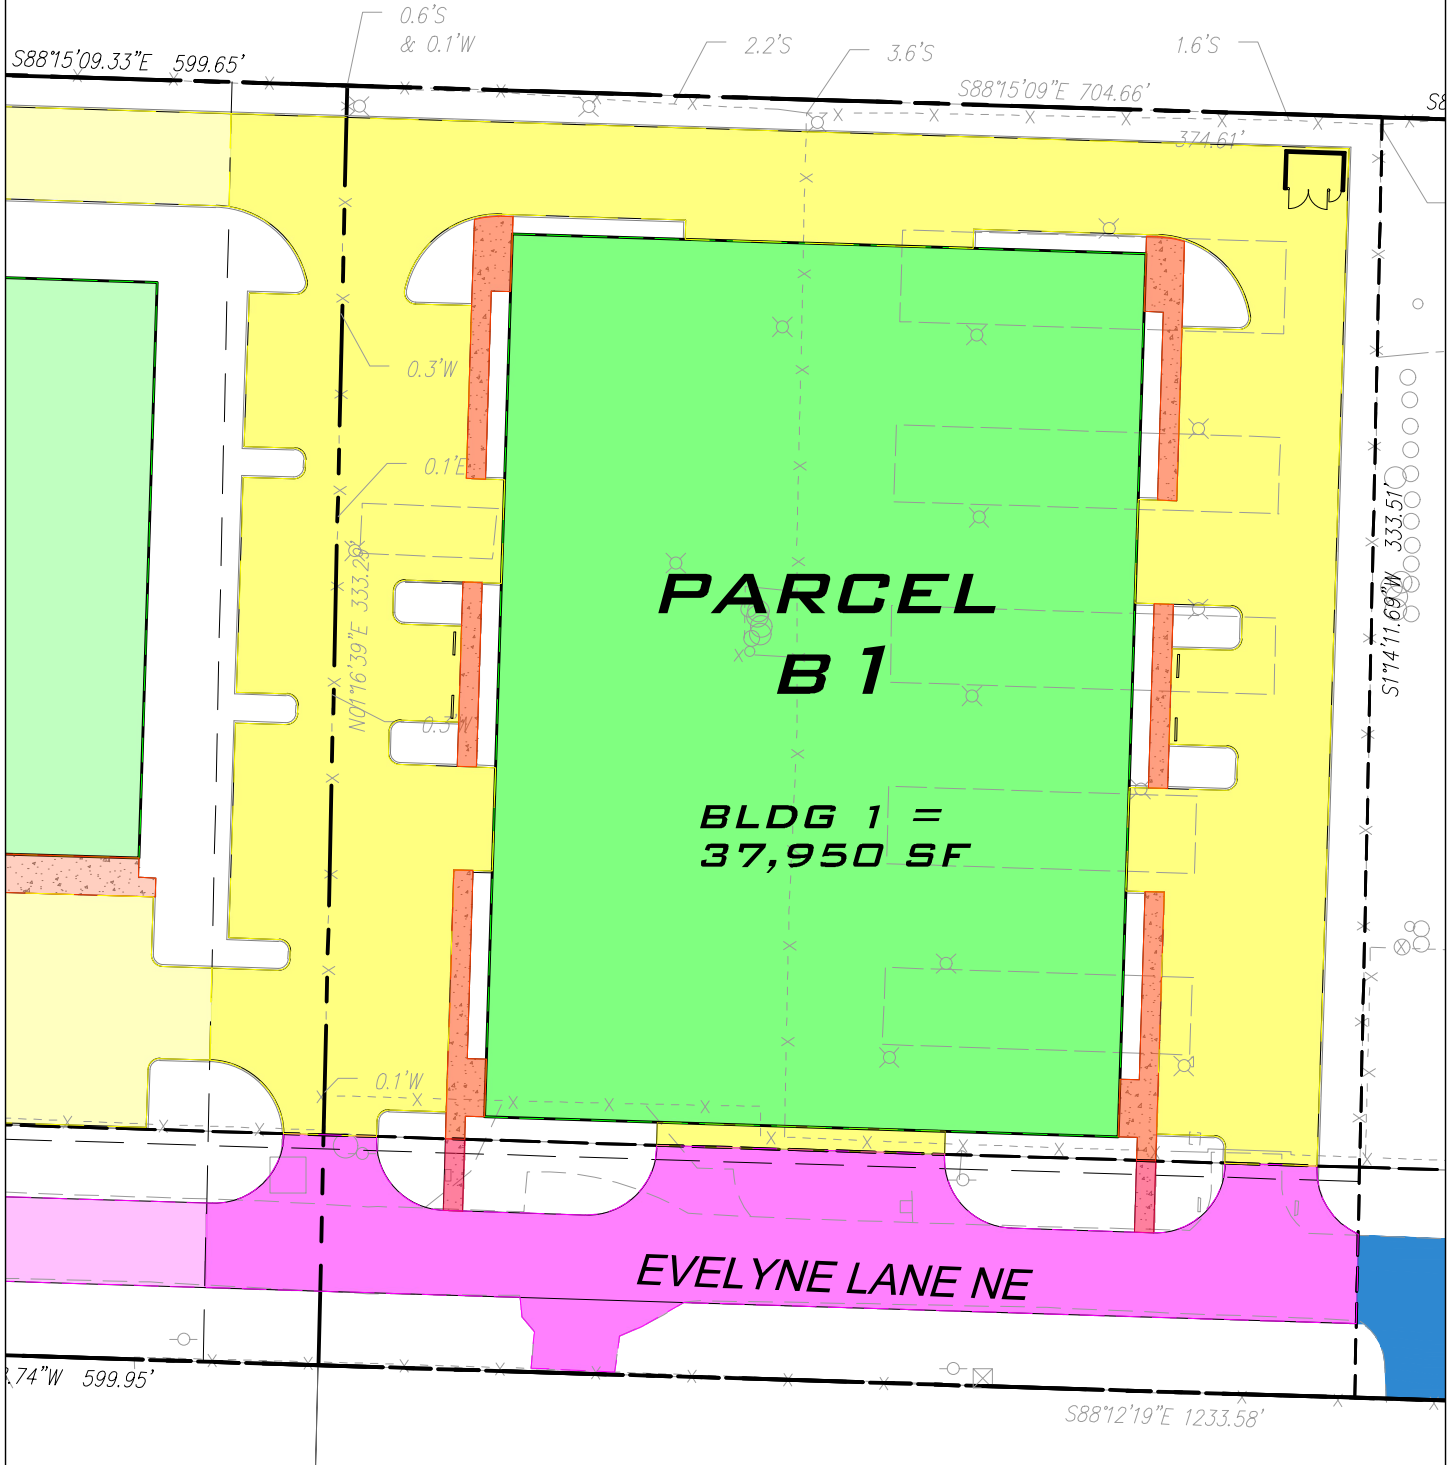 0.6'S
& 0.1'W
2.2'S
3.6'S
1.6'S
S88°15'09.33"E 599.65'
S88°15'09"E 704.66'
S8
374.61'
0.3'W
0.1'E
N01°16'39"E 333.29'
S1°14'11.69"W 333.51'
PARCEL
B 1
0.3'W
BLDG 1 =
37,950 SF
0.1'W
EVELYNE LANE NE
.74"W 599.95'
S88°12'19"E 1233.58'